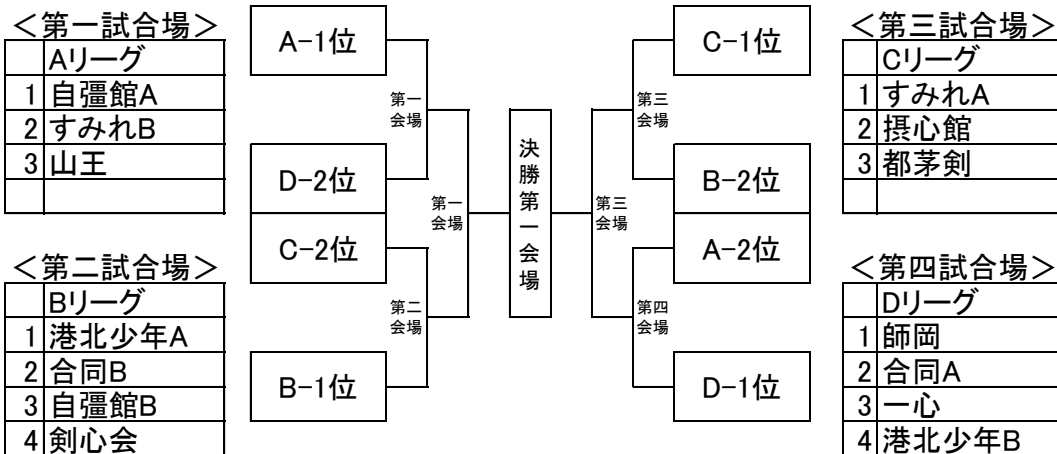 ＜第一試合場＞
Aリーグ
1 自彊館A
2 すみれB
3 山王
＜第二試合場＞
Bリーグ
1 港北少年A
2 合同B
3 自彊館B
4 剣心会
A-1位
D-2位
C-2位
B-1位
第一
会場
第二
会場
第一
会場
決勝第一会場
第三
会場
第三
会場
第四
会場
C-1位
B-2位
A-2位
D-1位
＜第三試合場＞
Cリーグ
1 すみれA
2 摂心館
3 都茅剣
＜第四試合場＞
Dリーグ
1 師岡
2 合同A
3 一心
4 港北少年B